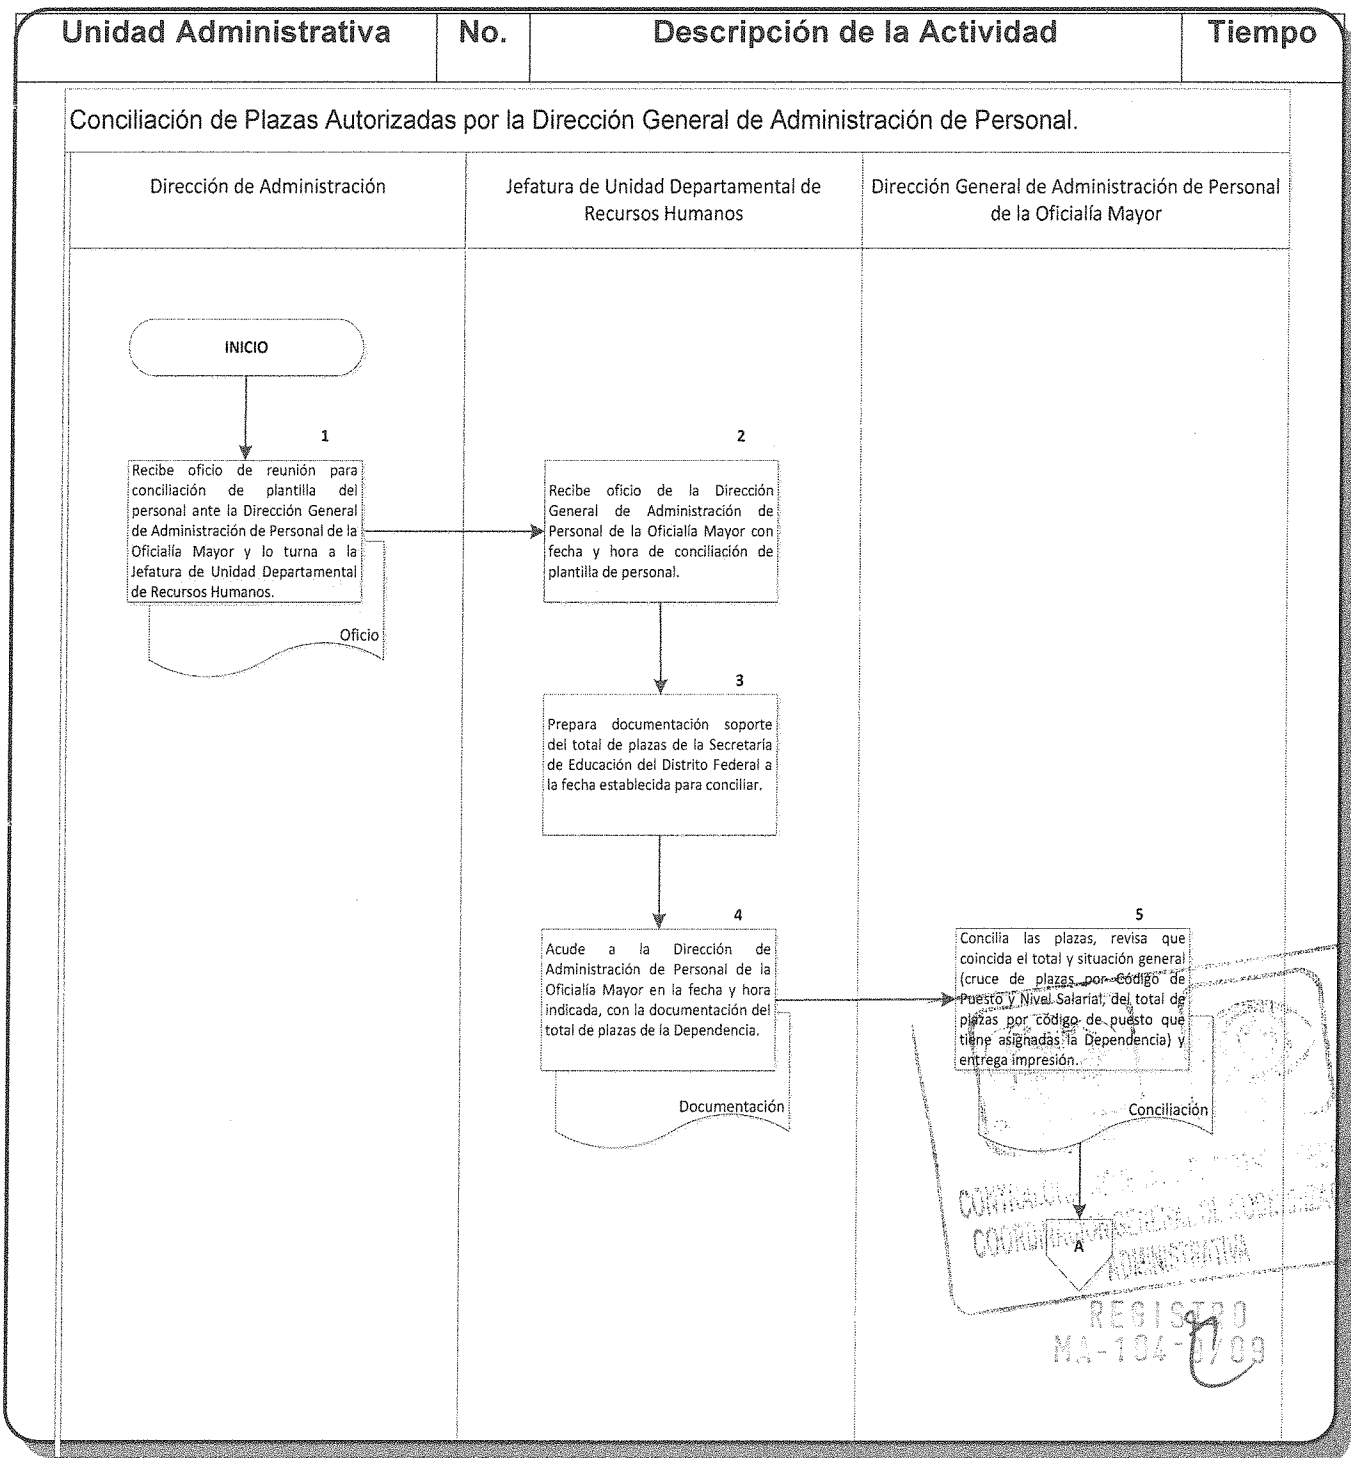 Unidad Administrativa No. Descripción de la Actividad Tiempo
Conciliación de Plazas Autorizadas por la Dirección General de Administración de Personal.
Dirección de Administración
Jefatura de Unidad Departamental de
Recursos Humanos
Dirección General de Administración de Personal
de la Oficialía Mayor
INICIO
1
Recibe oficio de reunión para
conciliación de plantilla del
personal ante la Dirección General
de Administración de Personal de la
Oficialía Mayor y lo turna a la
Jefatura de Unidad Departamental
de Recursos Humanos.
Oficio
2
Recibe oficio de la Dirección
General de Administración de
Personal de la Oficialía Mayor con
fecha y hora de conciliación de
plantilla de personal.
3
Prepara documentación soporte
del total de plazas de la Secretaría
de Educación del Distrito Federal a
la fecha establecida para conciliar.
4
Acude a la Dirección de
Administración de Personal de la
Oficialía Mayor en la fecha y hora
indicada, con la documentación del
total de plazas de la Dependencia.
Documentación
5
Concilia las plazas, revisa que
coincida el total y situación general
(cruce de plazas por Código de
Puesto y Nivel Salarial, del total de
plazas por código de puesto que
tiene asignadas la Dependencia) y
entrega impresión.
Conciliación
A
COORDINACIÓN GENERAL DE
ADMINISTRATIVA
REGISTRO